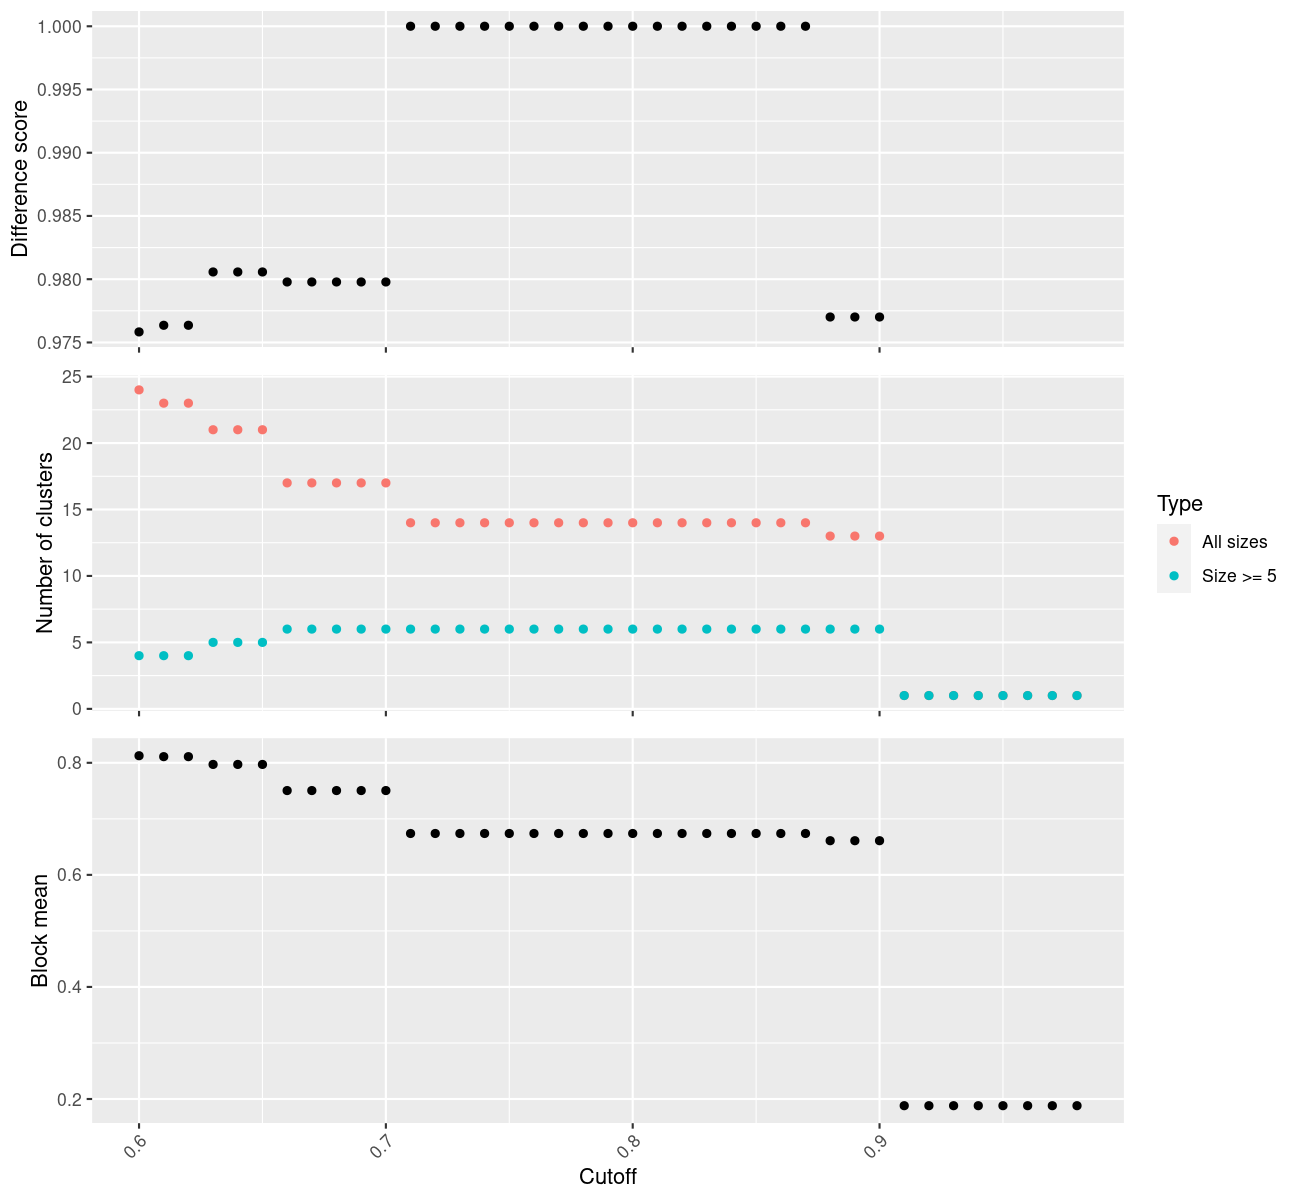 Difference score
1.000
0.995
0.990
0.985
0.980
0.975
Number of clusters
25
20
15
10
5
0
Type
All sizes
Size >= 5
Block mean
0.8
0.6
0.4
0.2
0.6
0.7
0.8
0.9
Cutoff